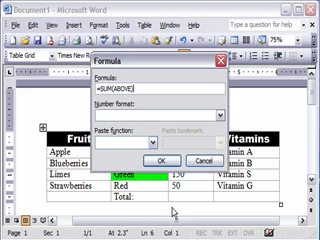 Document1 - Microsoft Word
File Edit View Insert Format Tools Table Window Help Type a question for help
75%
Table Grid Times New Ro
Formula
Formula:
=SUM(ABOVE)
Number format:
Paste function: Paste bookmark:
OK Cancel
Fruit Vitamins
Apple Vitamin A
Blueberries Vitamin B
Limes Green 150 Vitamin S
Strawberries Red 50 Vitamin G
Total:
Page 1 Sec 1 1/1 At 2.3" Ln 6 Col 1 REC TRK EXT OVR